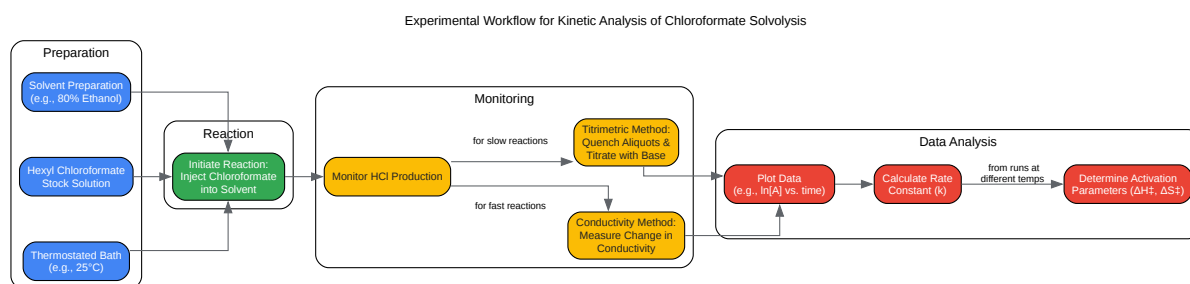 Experimental Workflow for Kinetic Analysis of Chloroformate Solvolysis
Preparation
Solvent Preparation
(e.g., 80% Ethanol)
Hexyl Chloroformate
Stock Solution
Thermostated Bath
(e.g., 25°C)
Reaction
Initiate Reaction:
Inject Chloroformate
into Solvent
Monitoring
Monitor HCl Production
for slow reactions
for fast reactions
Titrimetric Method:
Quench Aliquots &
Titrate with Base
Conductivity Method:
Measure Change in
Conductivity
Data Analysis
Plot Data
(e.g., ln[A] vs. time)
Calculate Rate
Constant (k)
from runs at
different temps
Determine Activation
Parameters (ΔH‡, ΔS‡)